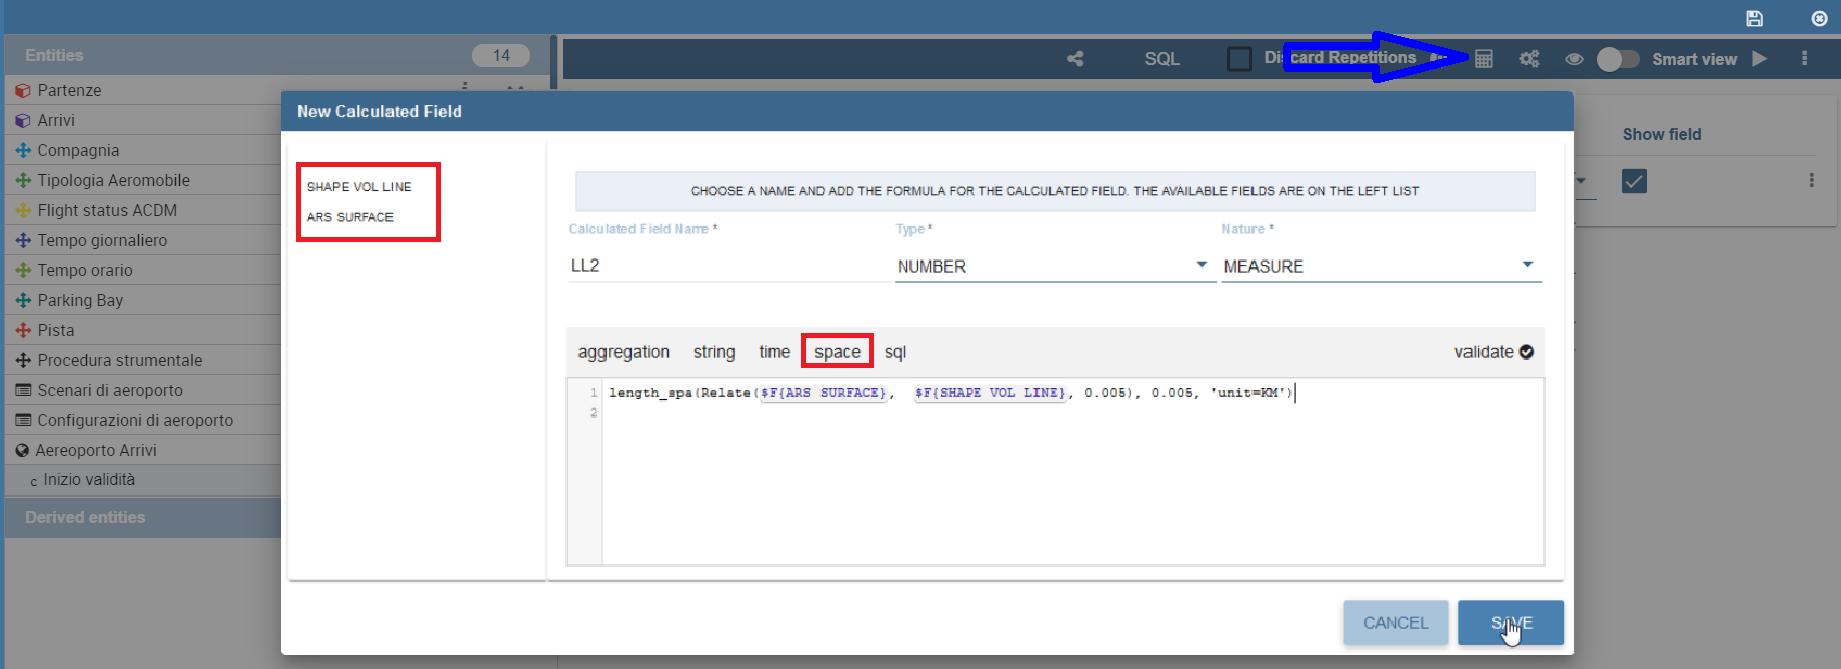 Entities 14
SQL Discard Repetitions Smart view
Partenze
Arrivi
Compagnia
Tipologia Aeromobile
Flight status ACDM
Tempo giornaliero
Tempo orario
Parking Bay
Pista
Procedura strumentale
Scenari di aeroporto
Configurazioni di aeroporto
Aereoporto Arrivi
c Inizio validità
Derived entities
Show field
New Calculated Field
SHAPE VOL LINE
ARS SURFACE
CHOOSE A NAME AND ADD THE FORMULA FOR THE CALCULATED FIELD. THE AVAILABLE FIELDS ARE ON THE LEFT LIST
Calculated Field Name * Type * Nature *
LL2 NUMBER MEASURE
aggregation string time space sql validate
1 length_spa(Relate($F{ARS SURFACE}, $F{SHAPE VOL LINE}, 0.005), 0.005, 'unit=KM')
2
CANCEL SAVE